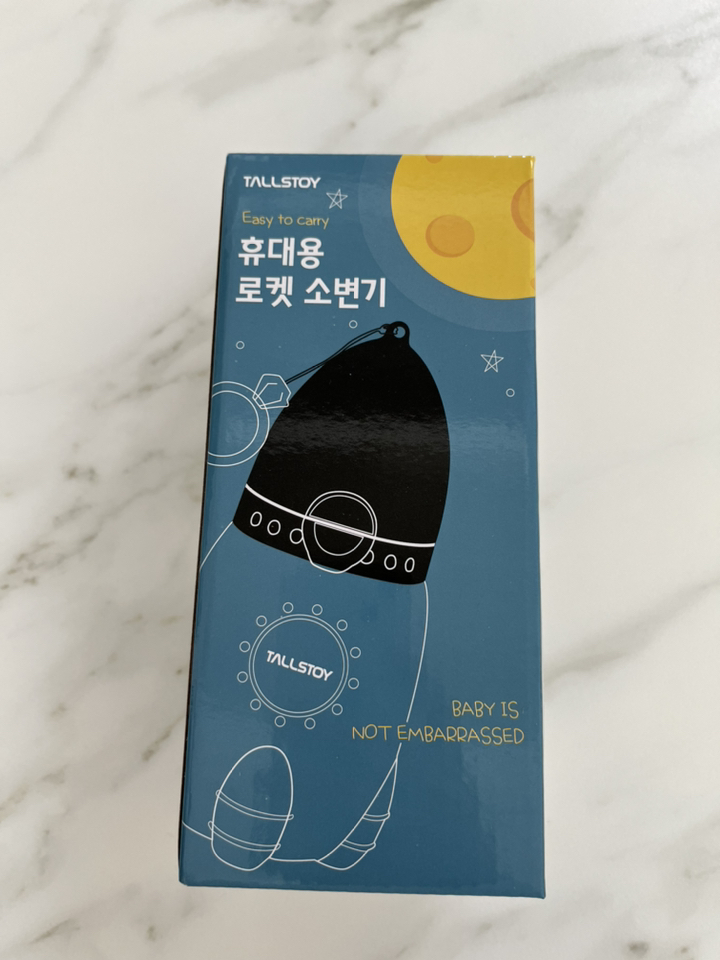 TALLSTOY
Easy to carry
휴대용
로켓 소변기
TALLSTOY
BABY IS
NOT EMBARRASSED